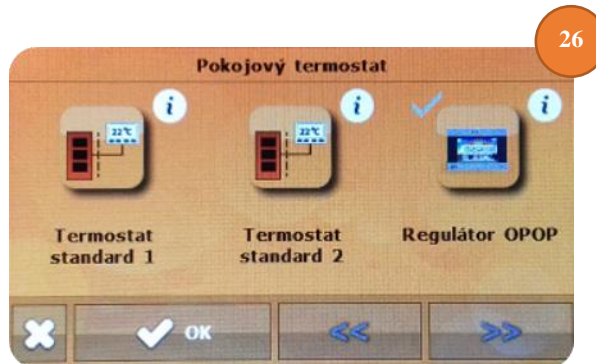 26
Pokojový termostat
i
i
i
22℃
22℃
Termostat
standard 1
Termostat
standard 2
Regulátor OPOP
OK
<<
>>